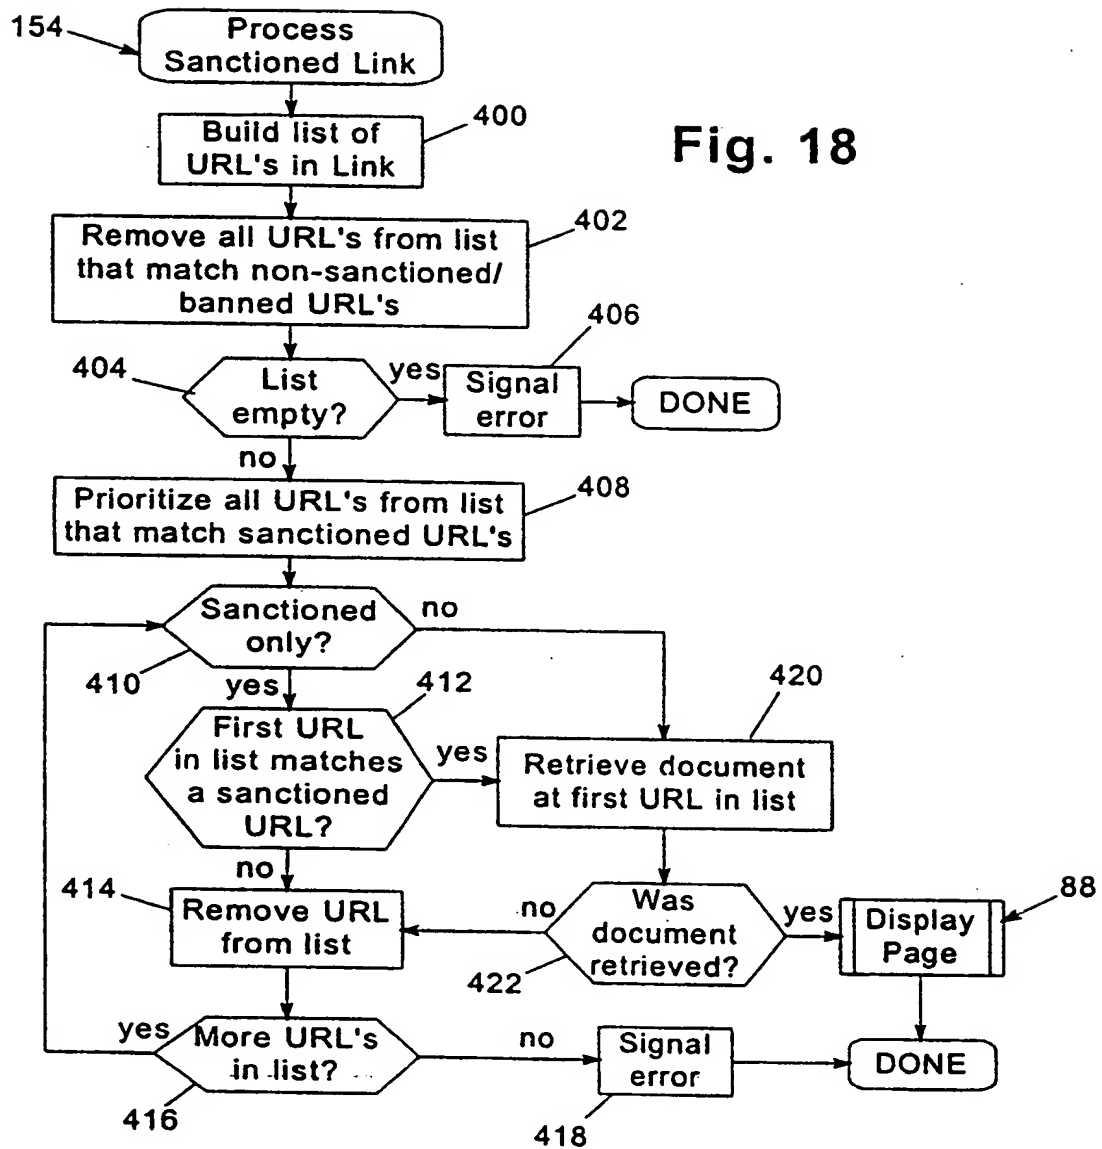 154
Process
Sanctioned Link
400
Build list of
URL's in Link
Fig. 18
402
Remove all URL's from list
that match non-sanctioned/
banned URL's
406
404
List
empty?
yes
Signal
error
DONE
no
408
Prioritize all URL's from list
that match sanctioned URL's
Sanctioned
only?
no
410
yes
412
420
First URL
in list matches
a sanctioned
URL?
yes
Retrieve document
at first URL in list
no
414
Remove URL
from list
no
Was
document
retrieved?
422
yes
88
Display
Page
yes
More URL's
in list?
no
Signal
error
DONE
416
418